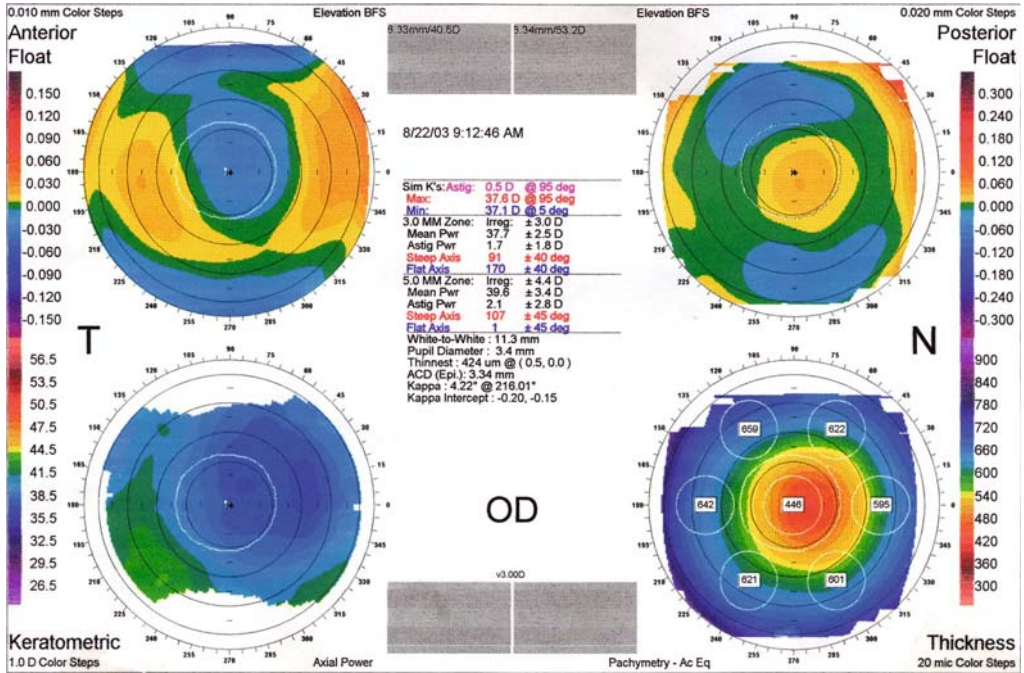 0.010 mm Color Steps
Elevation BFS
Anterior
Float
0.150
0.120
0.090
0.060
0.030
0.000
-0.030
-0.060
-0.090
-0.120
-0.150
9.33mm/40.5D
6.34mm/53.2D
Elevation BFS
0.020 mm Color Steps
Posterior
Float
0.300
0.240
0.180
0.120
0.060
0.000
-0.060
-0.120
-0.180
-0.240
-0.300
8/22/03 9:12:46 AM
Sim K's: Astig: 0.5 D @ 95 deg
Max: 37.6 D @ 95 deg
Min: 37.1 D @ 5 deg
3.0 MM Zone: Irreg: ± 3.0 D
Mean Pwr 37.7 ± 2.5 D
Astig Pwr 1.7 ± 1.8 D
Steep Axis 91 ± 40 deg
Flat Axis 170 ± 40 deg
5.0 MM Zone: Irreg: ± 4.4 D
Mean Pwr 39.6 ± 3.4 D
Astig Pwr 2.1 ± 2.8 D
Steep Axis 107 ± 45 deg
Flat Axis 1 ± 45 deg
White-to-White : 11.3 mm
Pupil Diameter : 3.4 mm
Thinnest : 424 um @ ( 0.5, 0.0 )
ACD (Epi.): 3.34 mm
Kappa : 4.22° @ 216.01°
Kappa Intercept : -0.20, -0.15
T
N
56.5
53.5
50.5
47.5
44.5
41.5
38.5
35.5
32.5
29.5
26.5
Keratometric
1.0 D Color Steps
Axial Power
OD
v3.00D
659
622
642
446
595
621
601
900
840
780
720
660
600
540
480
420
360
300
Thickness
Pachymetry - Ac Eq
20 mic Color Steps